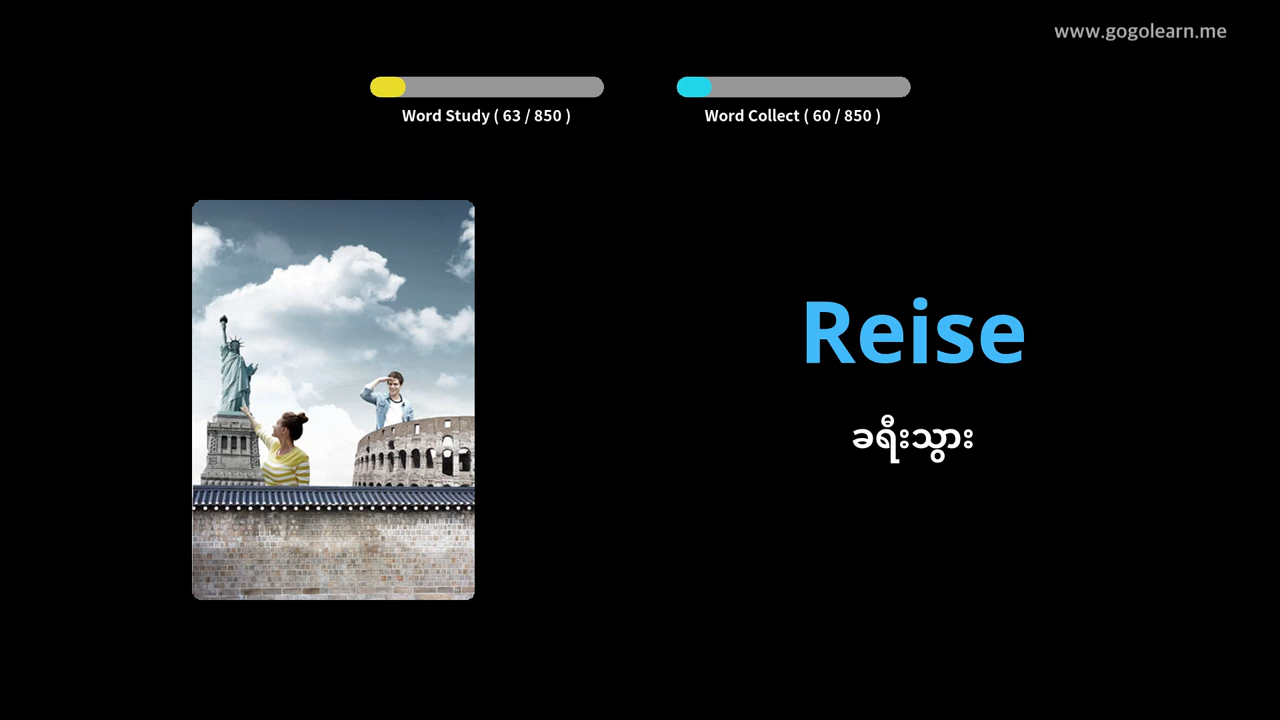 www.gogolearn.me
Word Study ( 63 / 850 )
Word Collect ( 60 / 850 )
Reise
ခရီးသွား